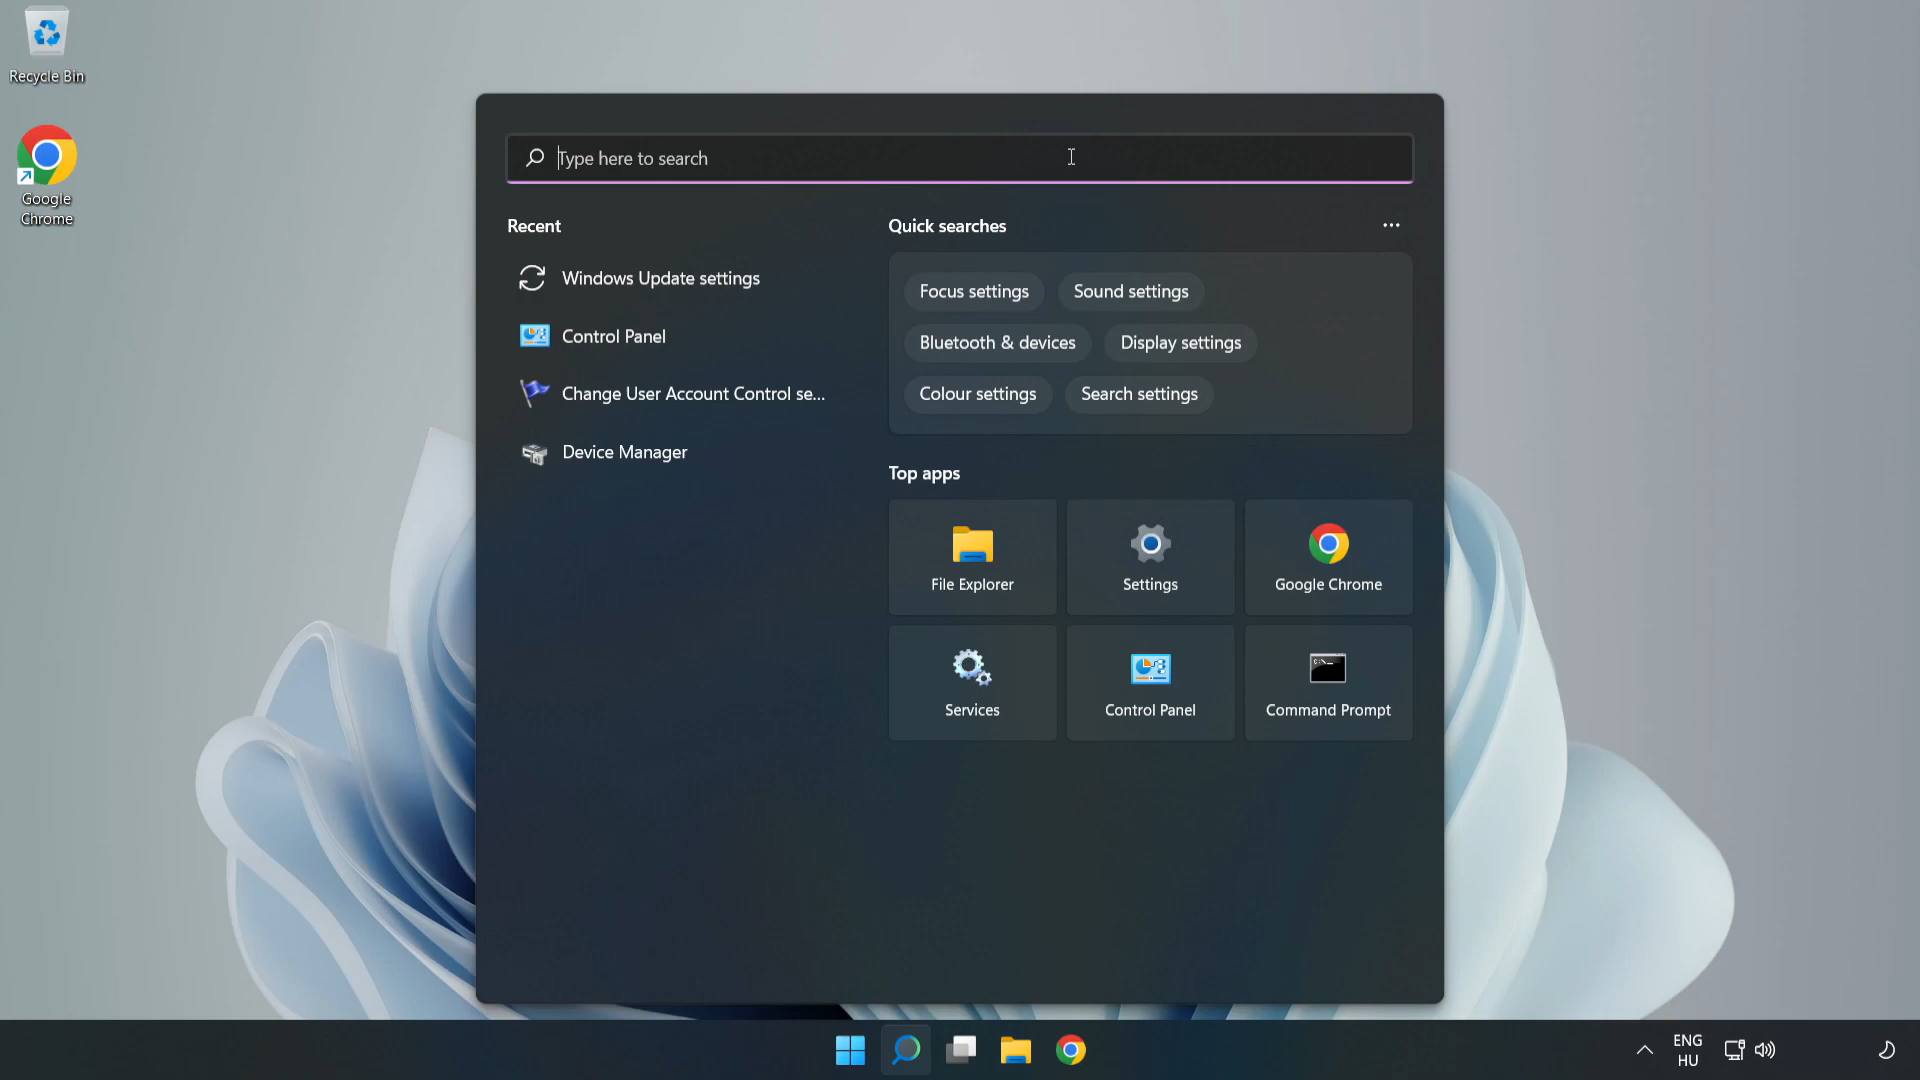 Recycle Bin
Google
Chrome
Type here to search
Recent
Windows Update settings
Control Panel
Change User Account Control se...
Device Manager
Quick searches
Focus settings
Sound settings
Bluetooth & devices
Display settings
Colour settings
Search settings
Top apps
File Explorer
Settings
Google Chrome
Services
Control Panel
Command Prompt
ENG
HU